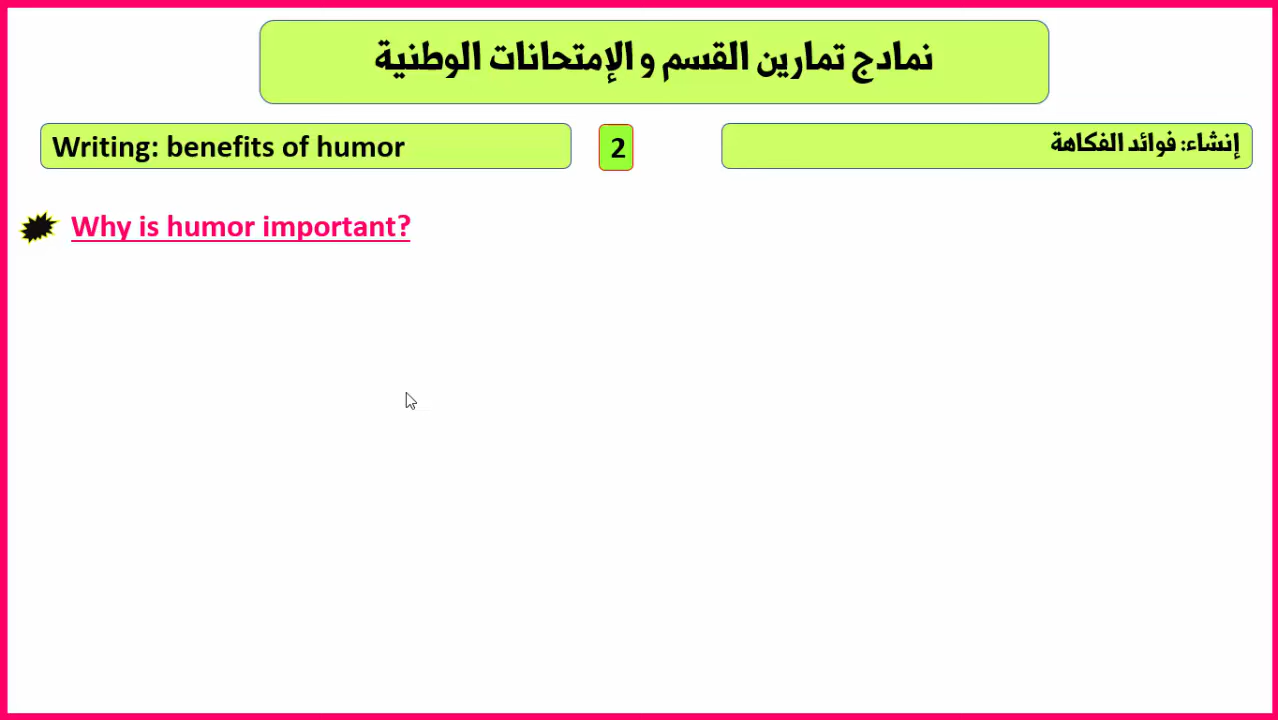 نمادج تمارين القسم و الإمتحانات الوطنية
Writing: benefits of humor
2
إنشاء: فوائد الفكاهة
Why is humor important?